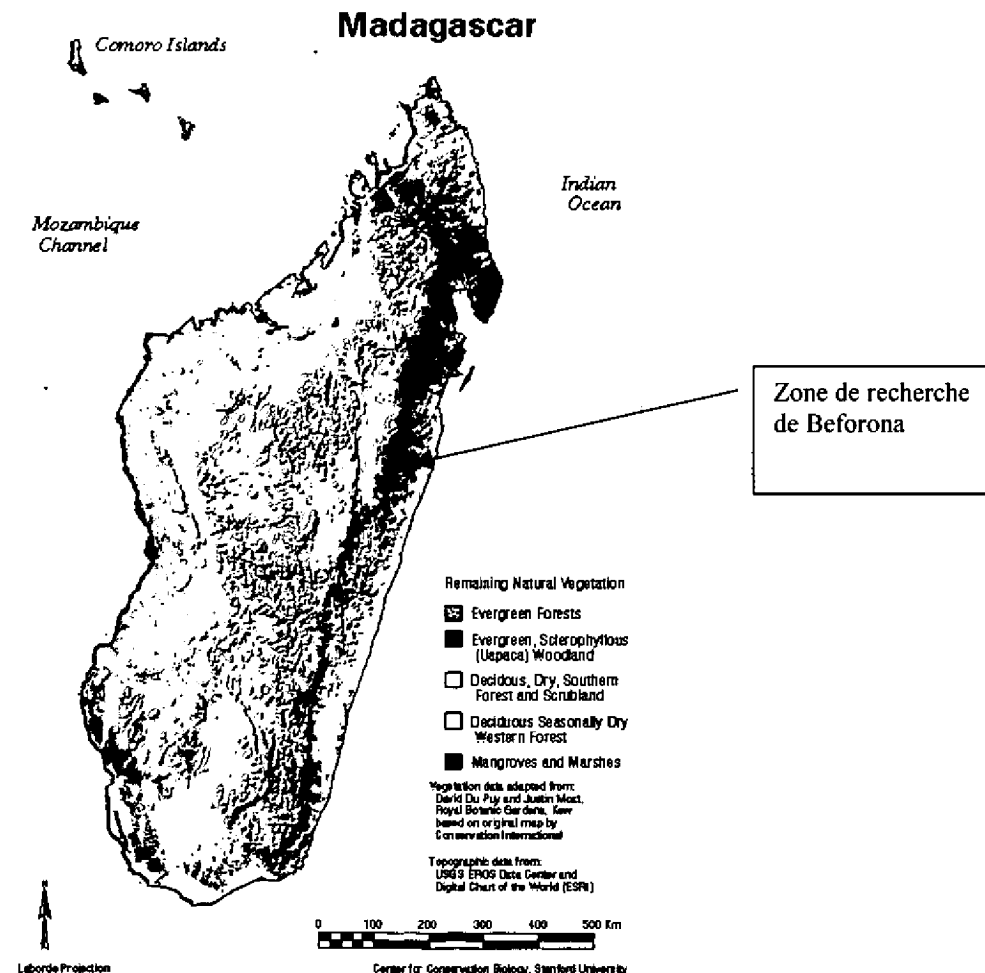 Madagascar
Comoro Islands
Indian
Ocean
Mozambique
Channel
Zone de recherche
de Beforona
Remaining Natural Vegetation
Evergreen Forests
Evergreen, Sclerophyllous
(Uapaca) Woodland
Decidous, Dry, Southern
Forest and Scrubland
Deciduous Seasonally Dry
Western Forest
Mangroves and Marshes
Vegetation data adapted from:
David Du Puy and Justin Moat,
Royal Botanic Gardens, Kew
based on original map by
Conservation International
Topographic data from:
USGS EROS Data Center and
Digital Chart of the World (ESRI)
N
0 100 200 300 400 500 Km
Laborde Projection
Center for Conservation Biology, Stanford University